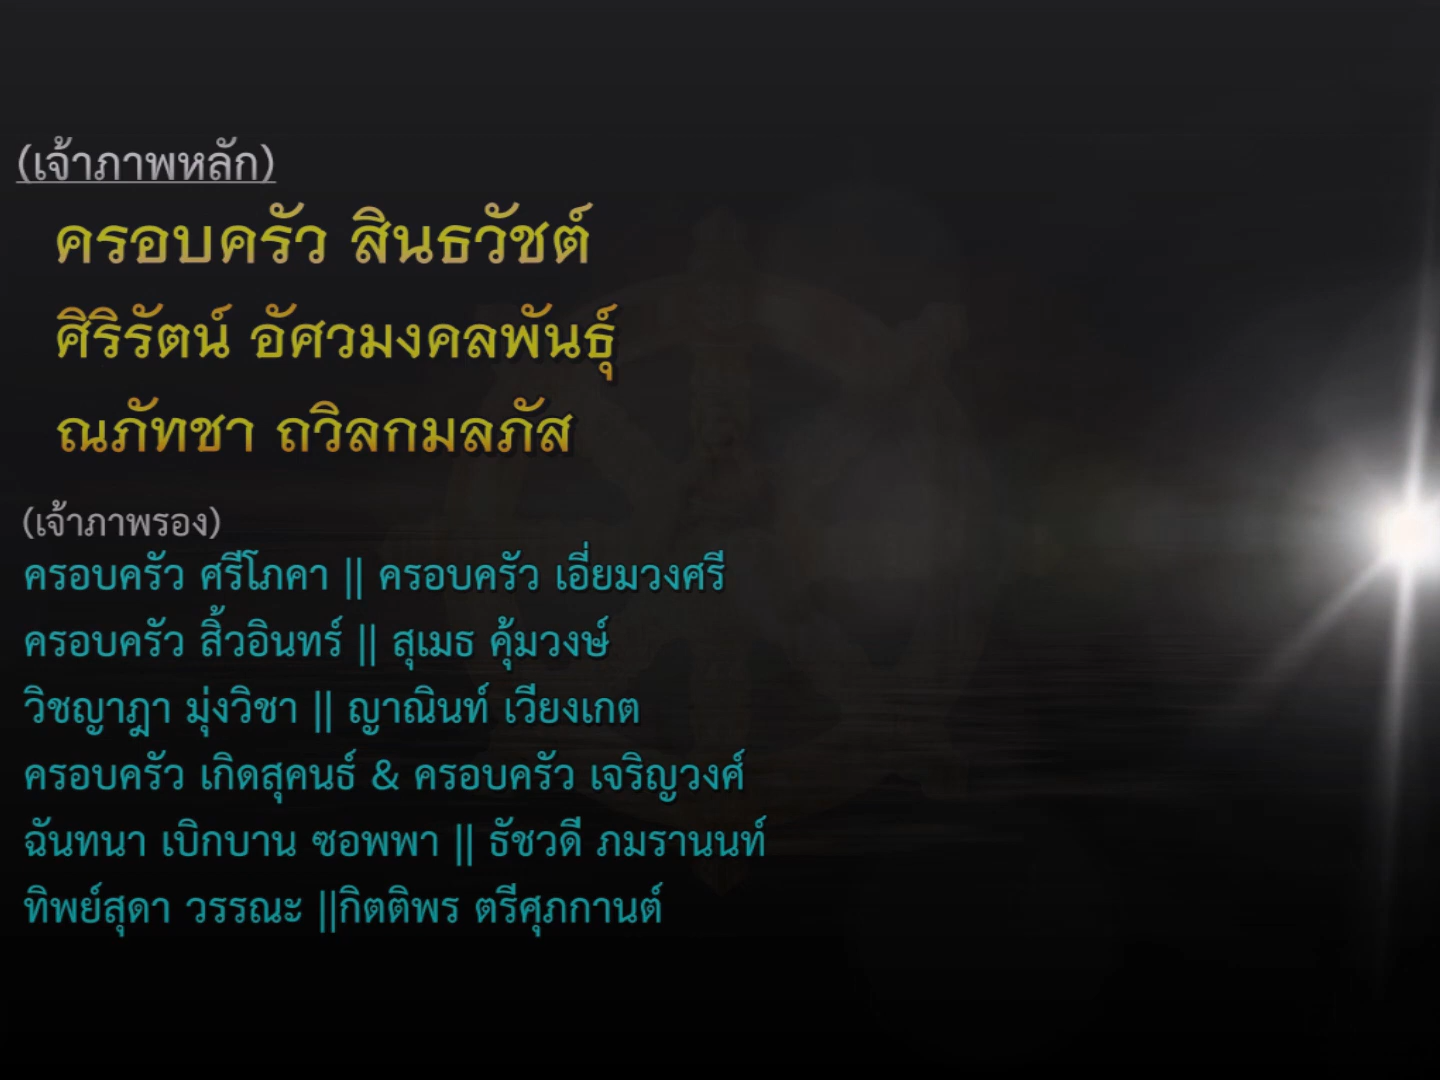 (เจ้าภาพหลัก)
ครอบครัว สินธวัชต์
ศิริรัตน์ อัศวมงคลพันธุ์
ณภัทชา ถวิลกมลภัส
(เจ้าภาพรอง)
ครอบครัว ศรีโภคา || ครอบครัว เอี่ยมวงศรี
ครอบครัว สิ้วอินทร์ || สุเมธ คุ้มวงษ์
วิชญาฎา มุ่งวิชา || ญาณินท์ เวียงเกต
ครอบครัว เกิดสุคนธ์ & ครอบครัว เจริญวงศ์
ฉันทนา เบิกบาน ซอพพา || ธัชวดี ภมรานนท์
ทิพย์สุดา วรรณะ ||กิตติพร ตรีศุภกานต์